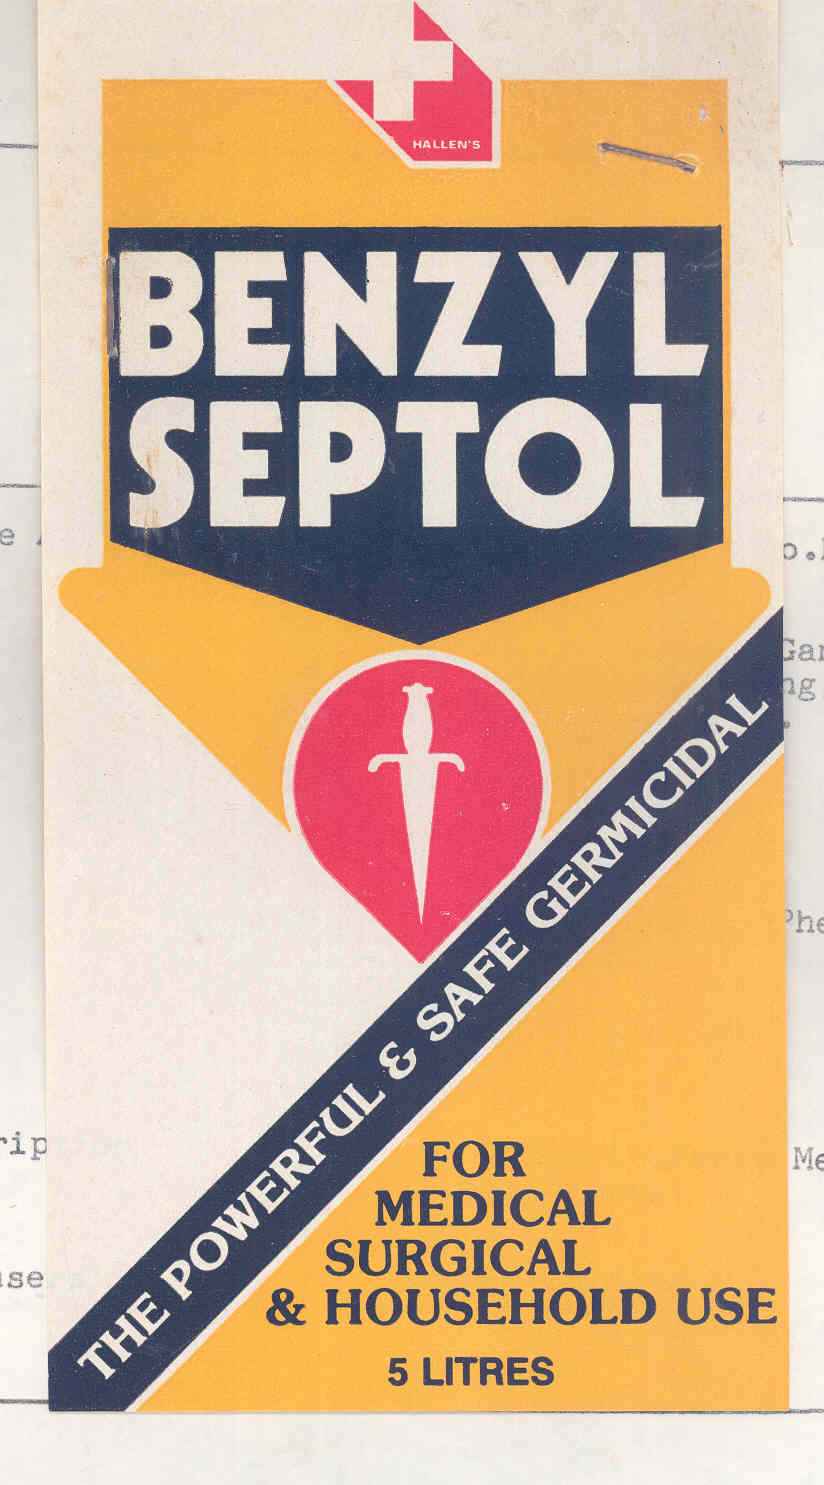 HALLEN'S
BENZYL
SEPTOL
THE POWERFUL & SAFE GERMICIDAL
FOR
MEDICAL
SURGICAL
& HOUSEHOLD USE
5 LITRES